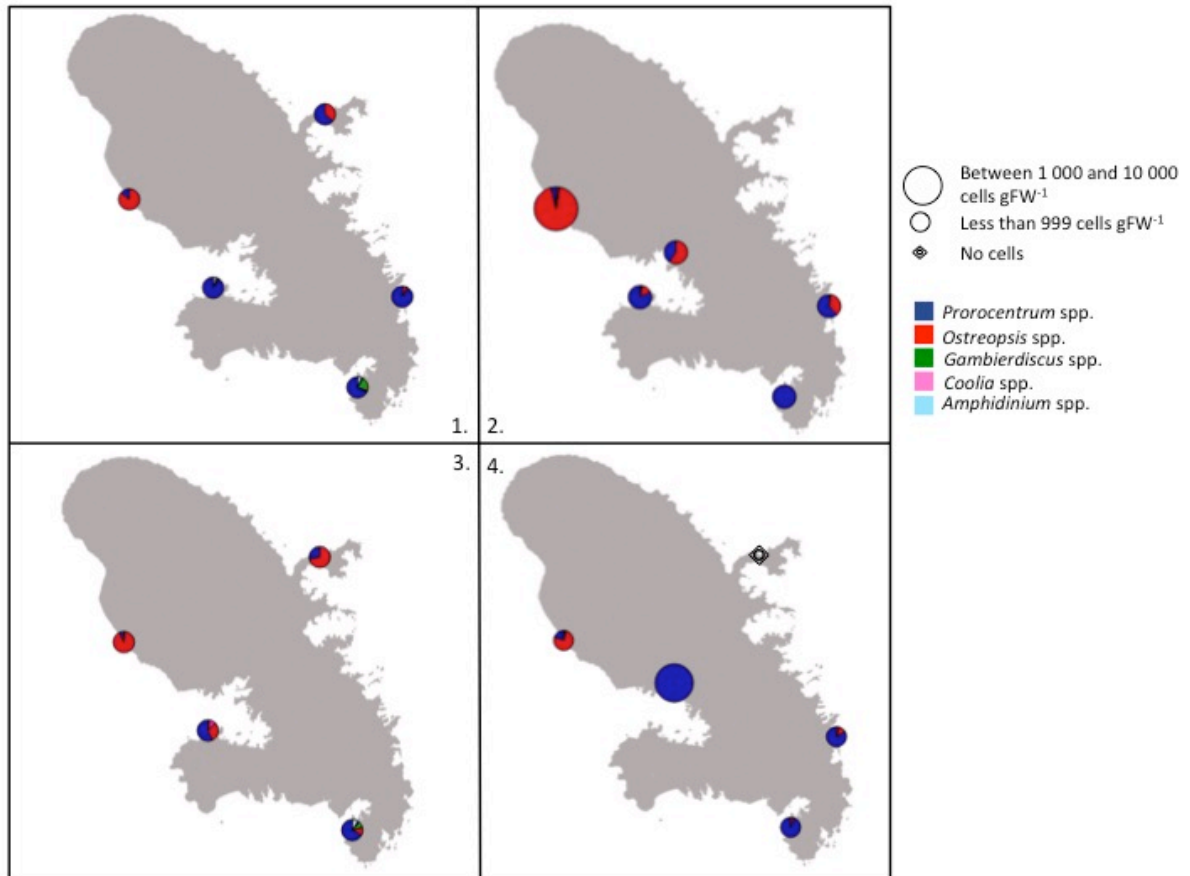 Between 1 000 and 10 000
cells gFW-1
Less than 999 cells gFW-1
No cells
Prorocentrum spp.
Ostreopsis spp.
Gambierdiscus spp.
Coolia spp.
Amphidinium spp.
1. 2.
3. 4.